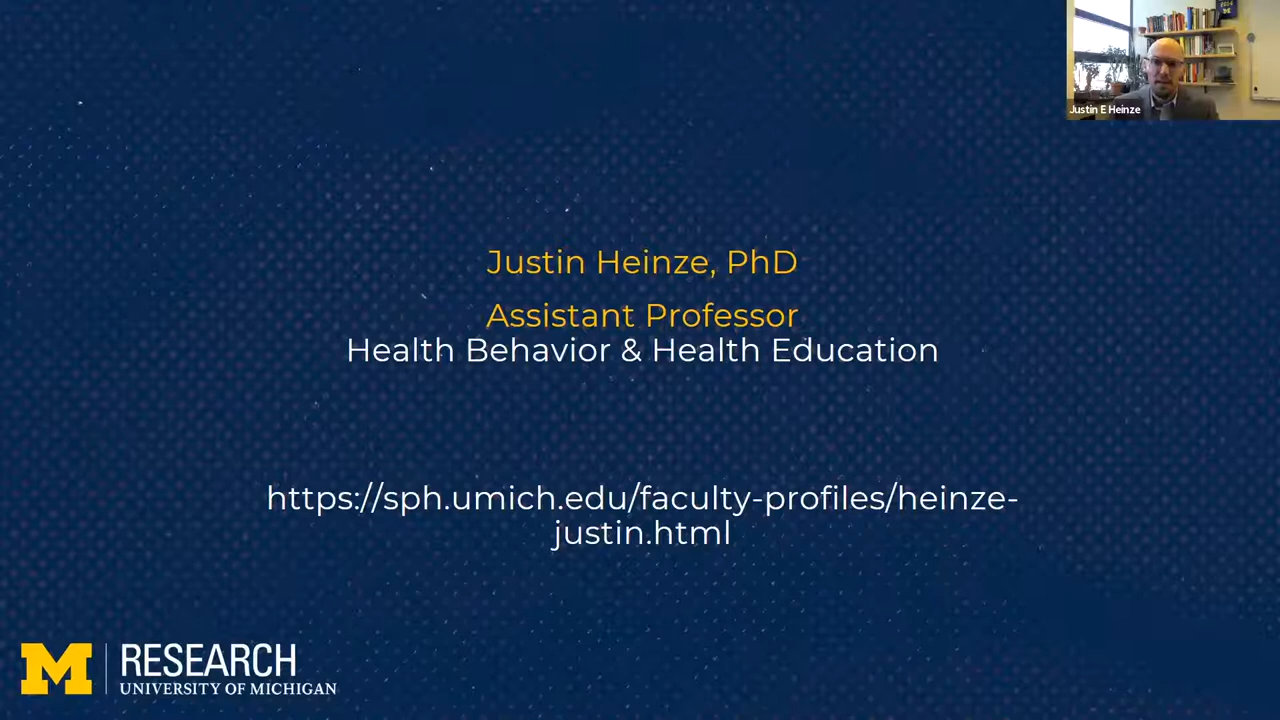 Justin E Heinze
Justin Heinze, PhD
Assistant Professor
Health Behavior & Health Education
https://sph.umich.edu/faculty-profiles/heinze-
justin.html
M RESEARCH
UNIVERSITY OF MICHIGAN